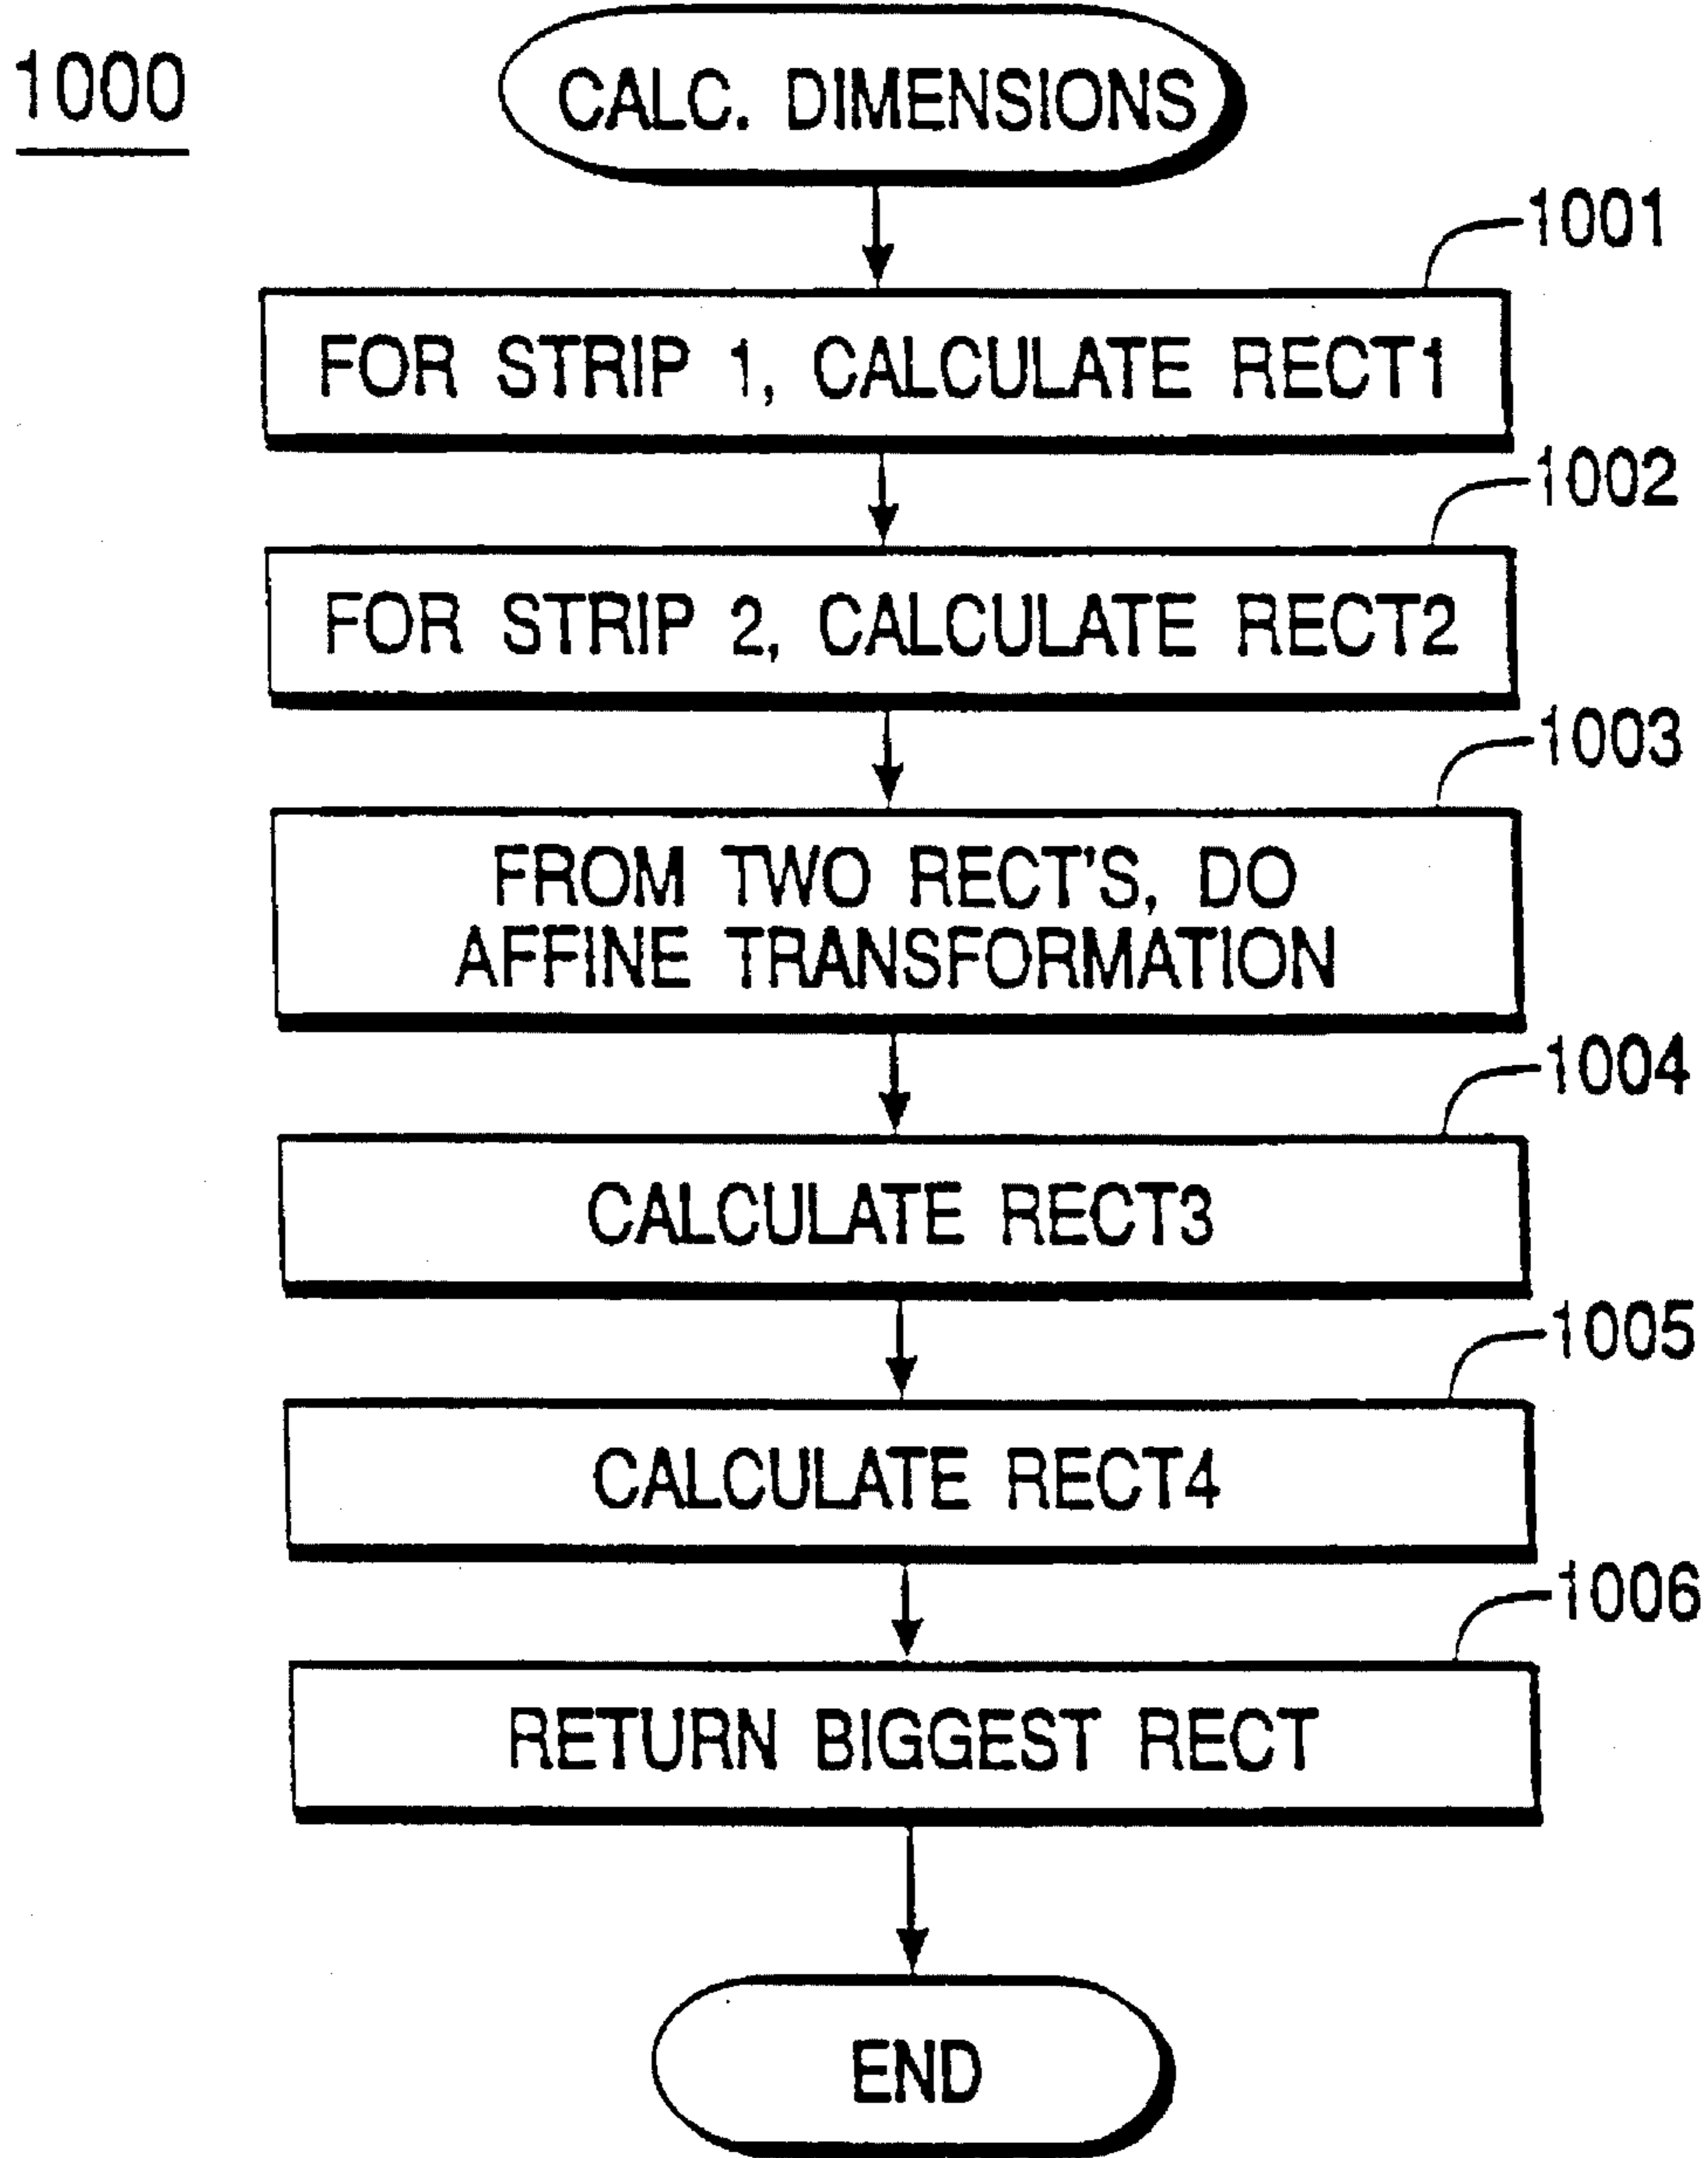 1000
CALC. DIMENSIONS
1001
FOR STRIP 1, CALCULATE RECT1
1002
FOR STRIP 2, CALCULATE RECT2
1003
FROM TWO RECT'S, DO
AFFINE TRANSFORMATION
1004
CALCULATE RECT3
1005
CALCULATE RECT4
1006
RETURN BIGGEST RECT
END